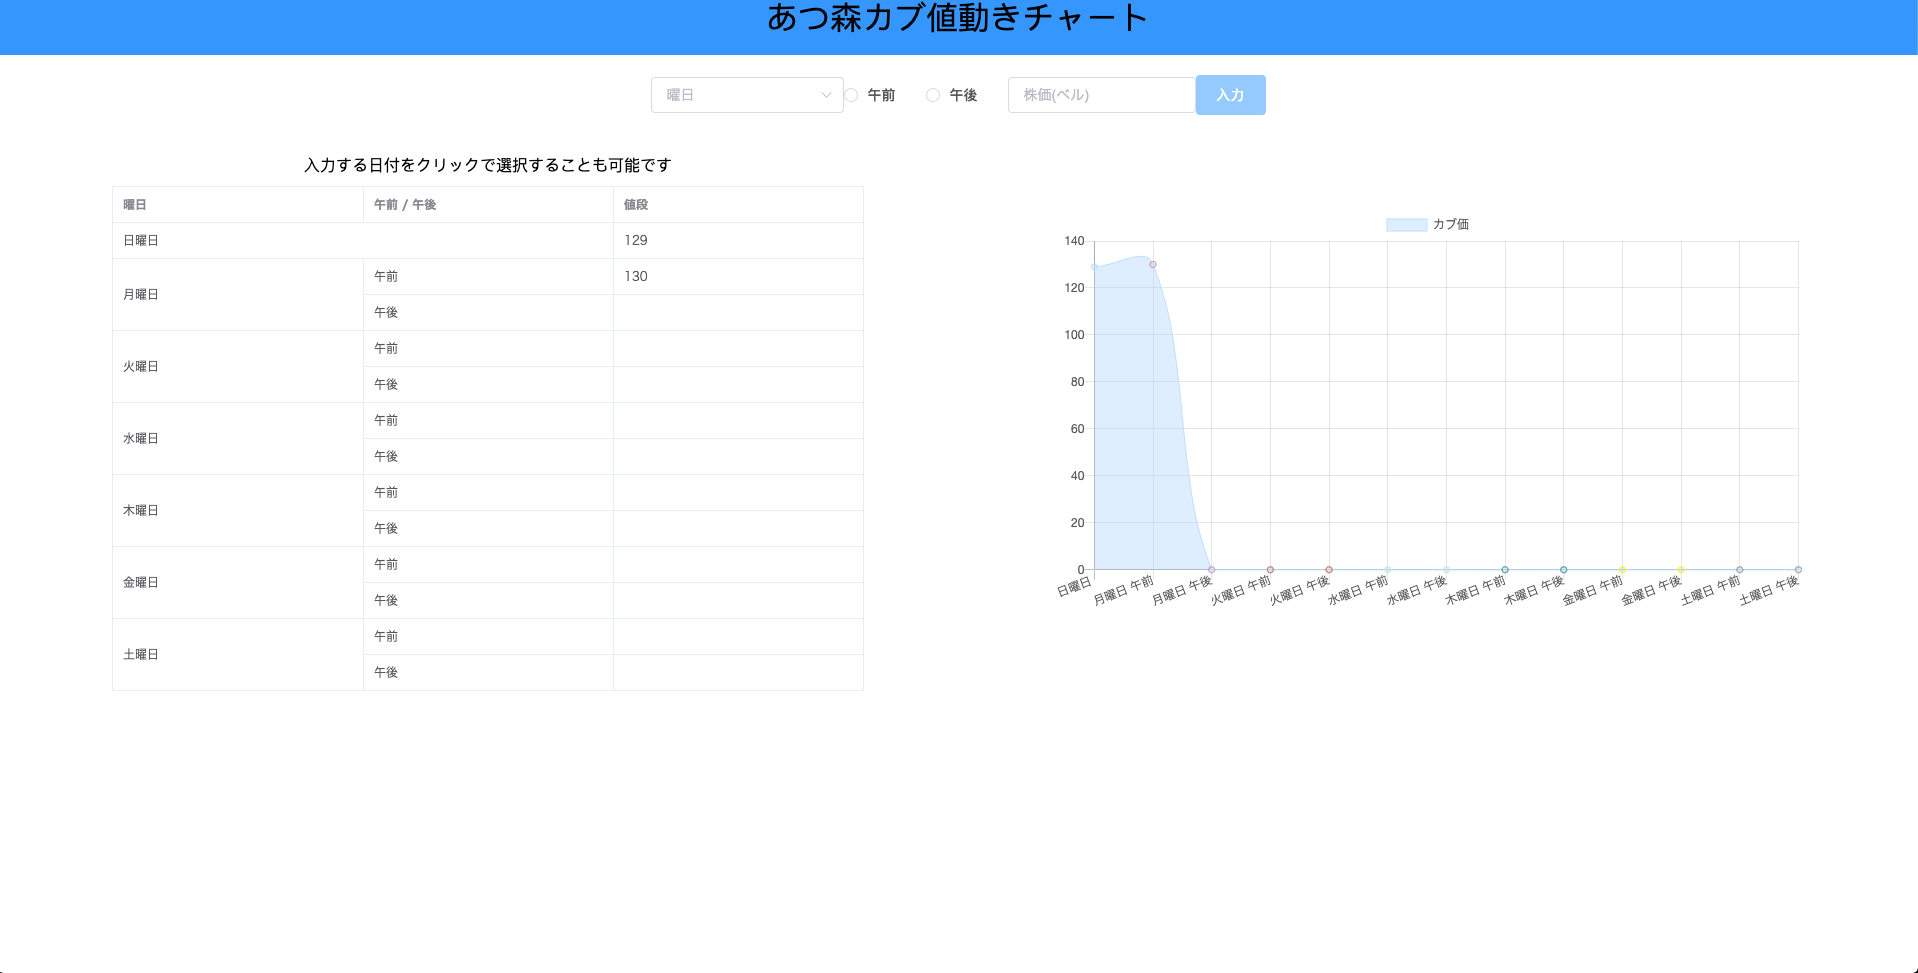 あつ森カブ値動きチャート
曜日 午前 午後 株価(ベル) 入力
入力する日付をクリックで選択することも可能です
曜日 午前 / 午後 値段
日曜日 129
月曜日 午前 130
午後
火曜日 午前
午後
水曜日 午前
午後
木曜日 午前
午後
金曜日 午前
午後
土曜日 午前
午後
カブ価
140
120
100
80
60
40
20
0
日曜日 月曜日 午前 月曜日 午後 火曜日 午前 火曜日 午後 水曜日 午前 水曜日 午後 木曜日 午前 木曜日 午後 金曜日 午前 金曜日 午後 土曜日 午前 土曜日 午後